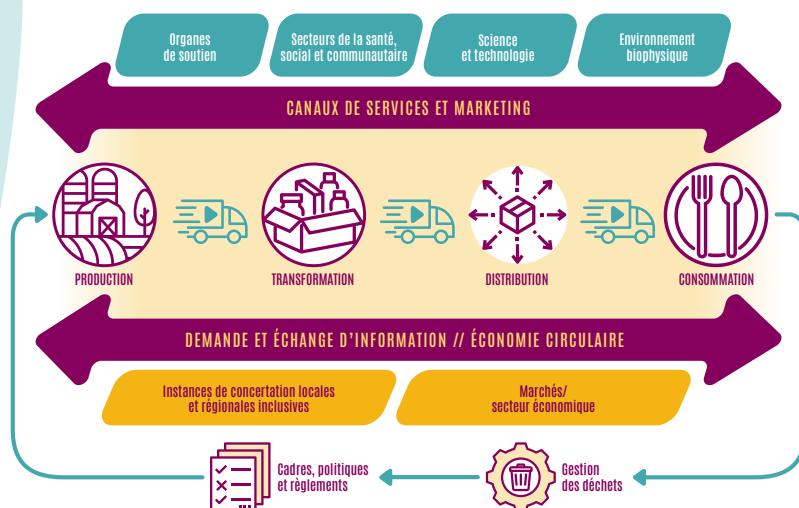 Organes
de soutien
Secteurs de la santé,
social et communautaire
Science
et technologie
Environnement
biophysique
CANAUX DE SERVICES ET MARKETING
PRODUCTION
TRANSFORMATION
DISTRIBUTION
CONSOMMATION
DEMANDE ET ÉCHANGE D'INFORMATION // ÉCONOMIE CIRCULAIRE
Instances de concertation locales
et régionales inclusives
Marchés/
secteur économique
Cadres, politiques
et règlements
Gestion
des déchets